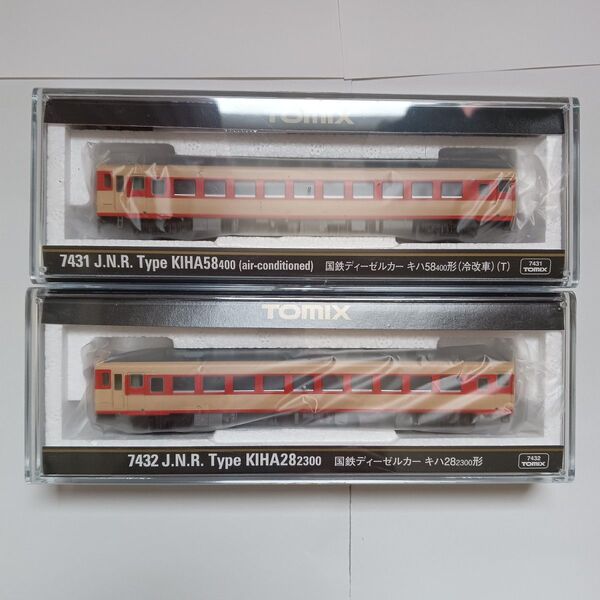 TOMIX
7431 J.N.R. Type KIHA58400 (air-conditioned) 国鉄ディーゼルカー キハ58400形(冷改車)(T)
7431
TOMIX
TOMIX
7432 J.N.R. Type KIHA282300 国鉄ディーゼルカー キハ282300形
7432
TOMIX